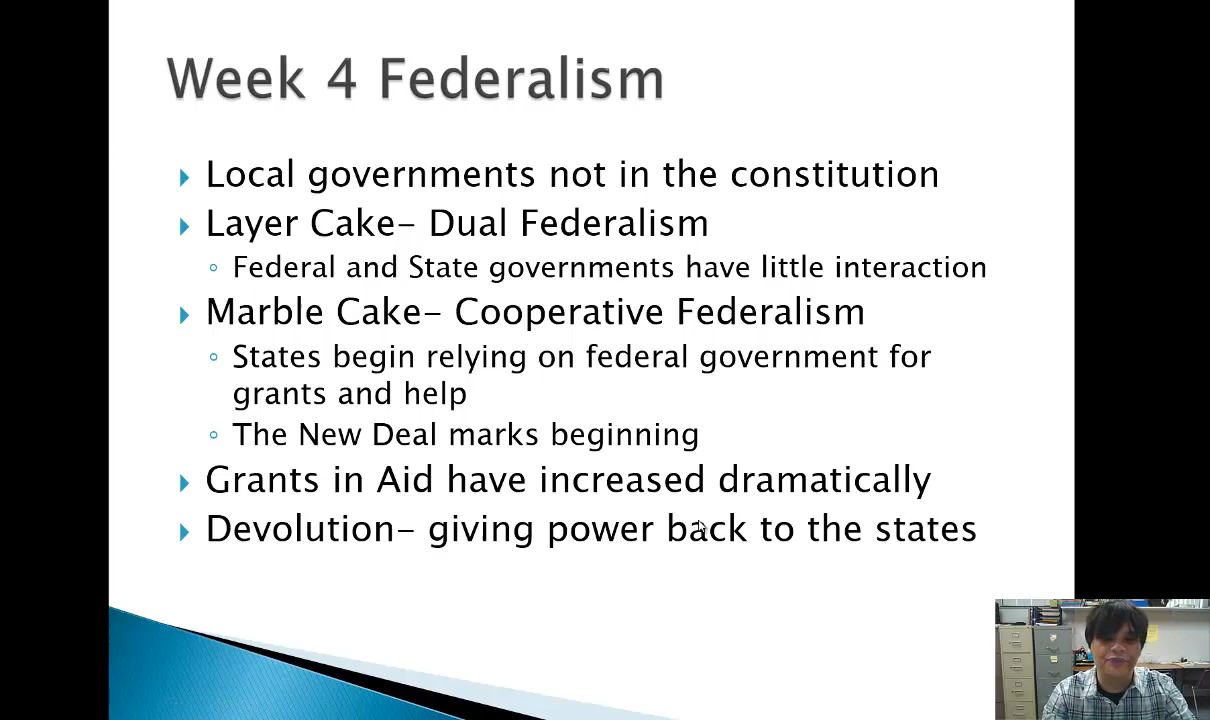 Week 4 Federalism
Local governments not in the constitution
Layer Cake- Dual Federalism
Federal and State governments have little interaction
Marble Cake- Cooperative Federalism
States begin relying on federal government for
grants and help
The New Deal marks beginning
Grants in Aid have increased dramatically
Devolution- giving power back to the states